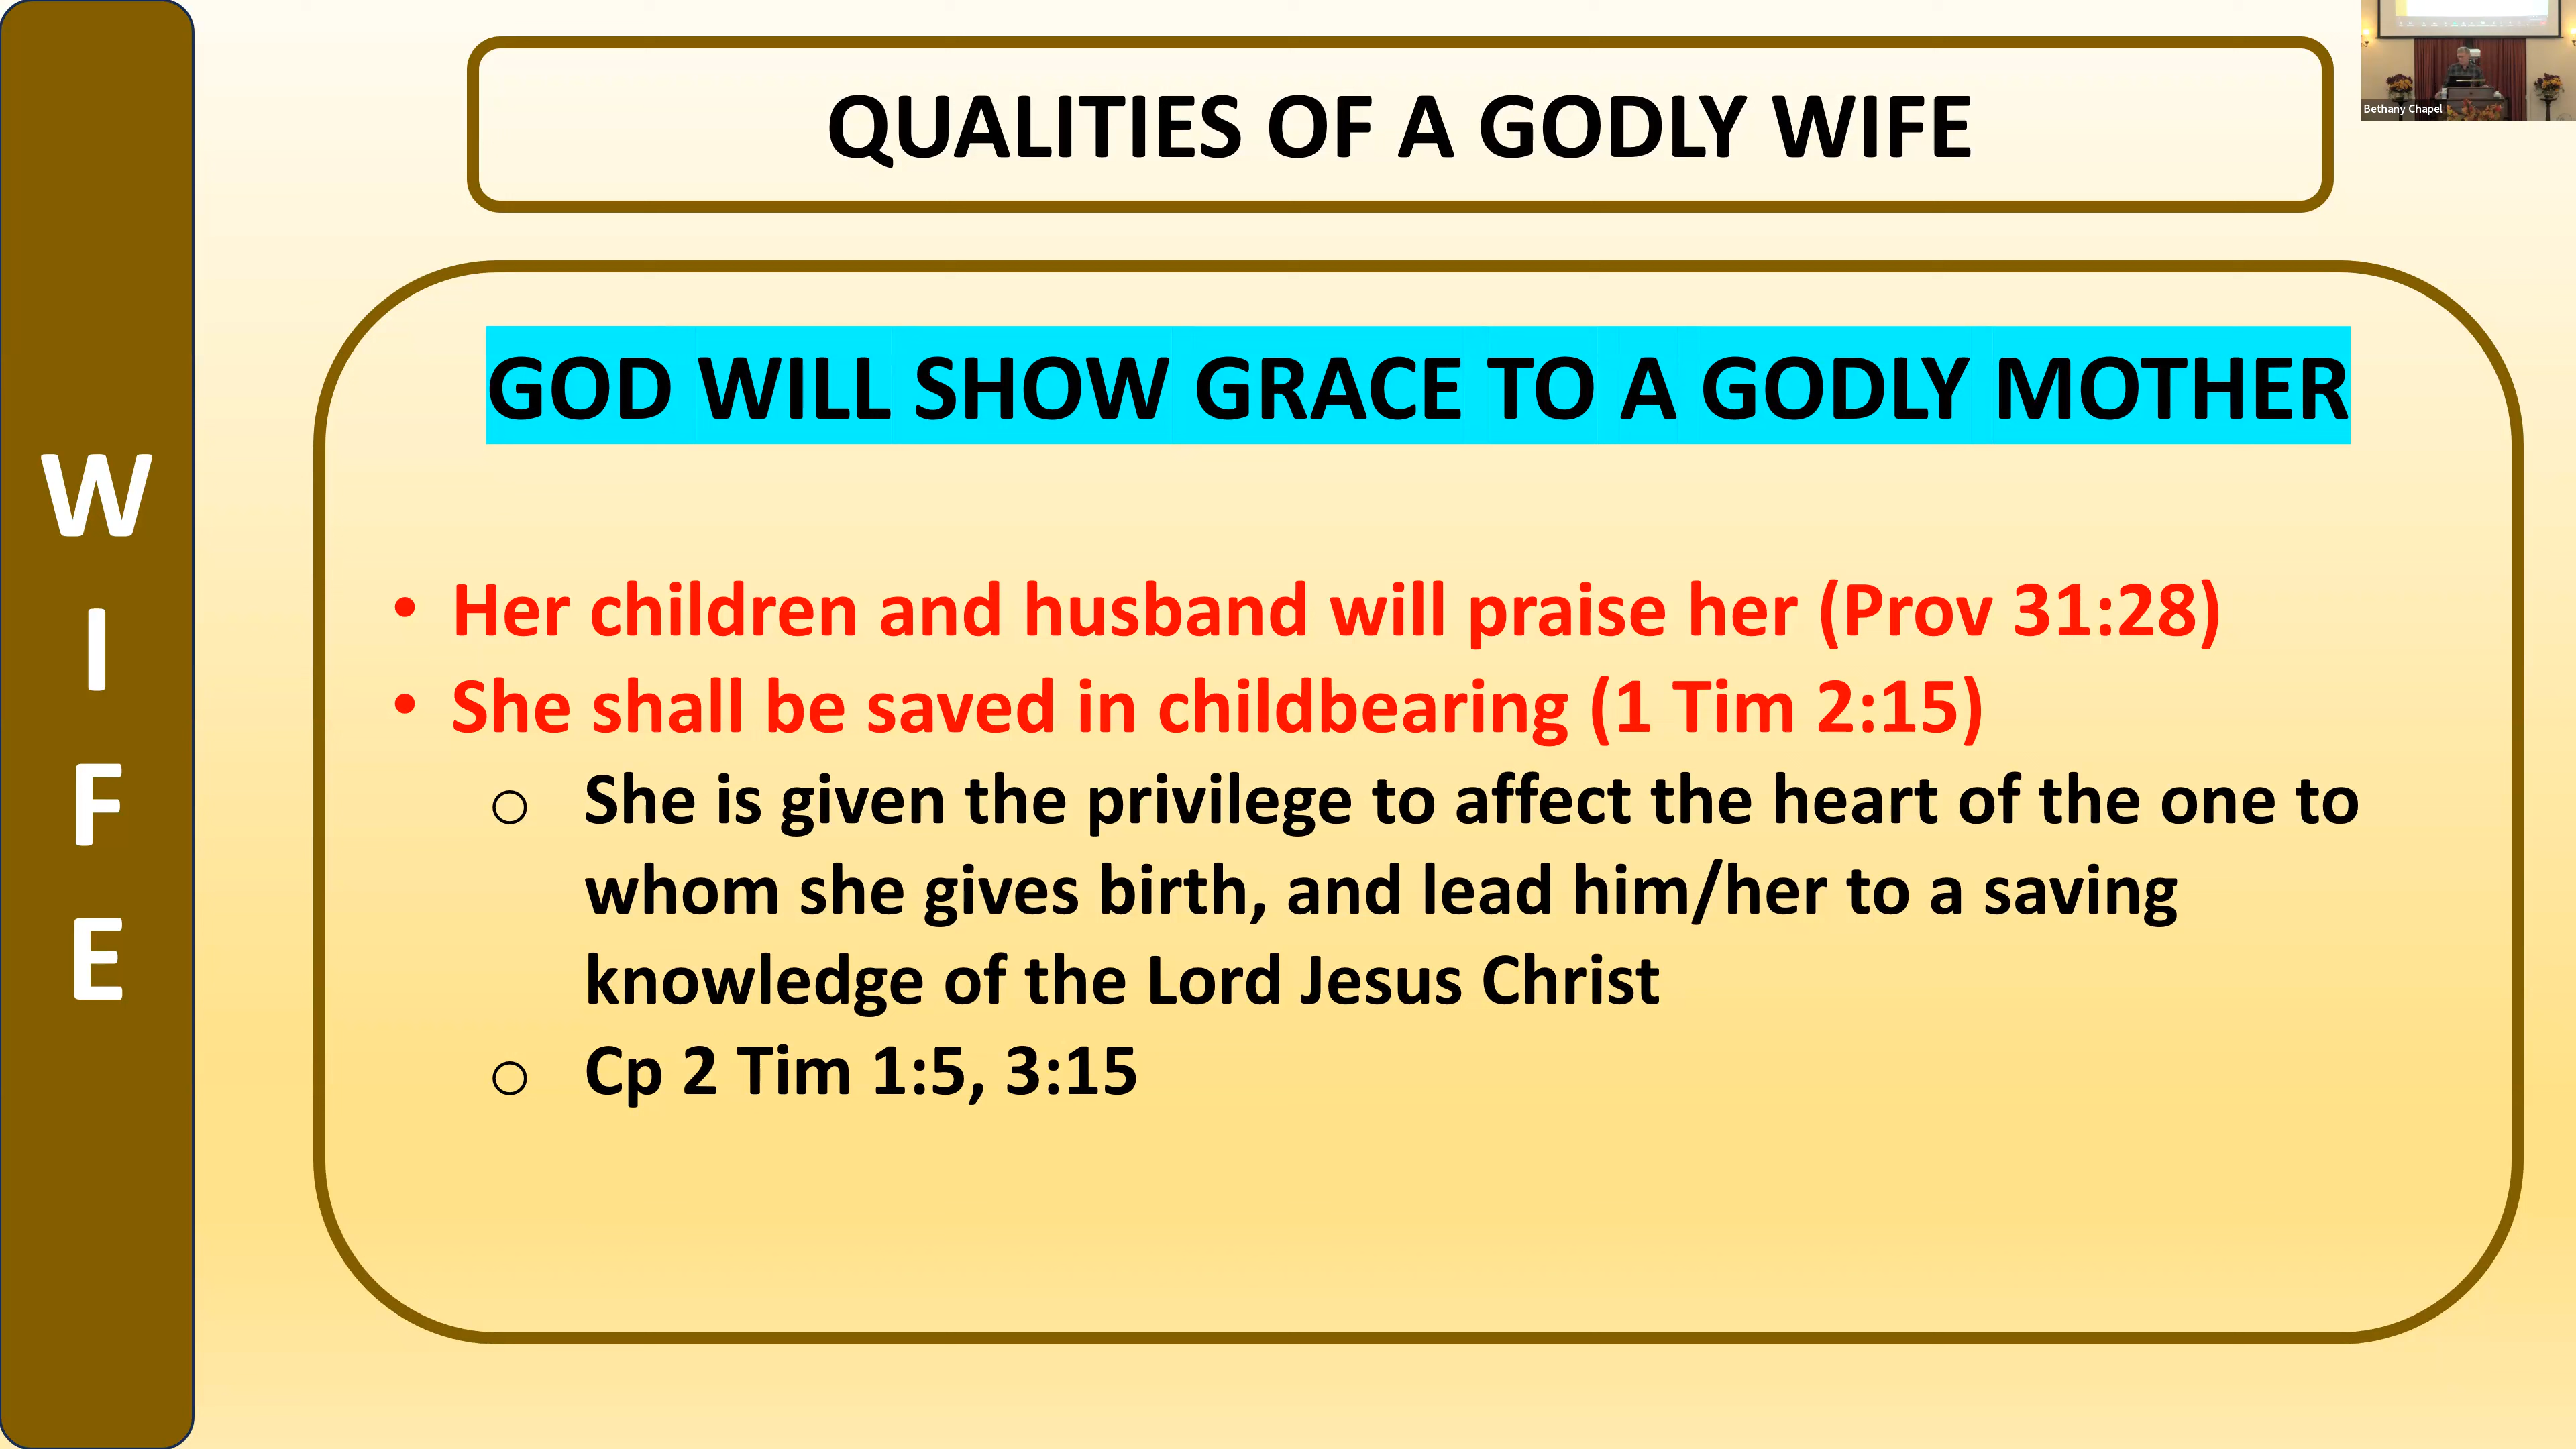 QUALITIES OF A GODLY WIFE
Bethany Chapel
W
I
F
E
GOD WILL SHOW GRACE TO A GODLY MOTHER
• Her children and husband will praise her (Prov 31:28)
• She shall be saved in childbearing (1 Tim 2:15)
o She is given the privilege to affect the heart of the one to
whom she gives birth, and lead him/her to a saving
knowledge of the Lord Jesus Christ
o Cp 2 Tim 1:5, 3:15